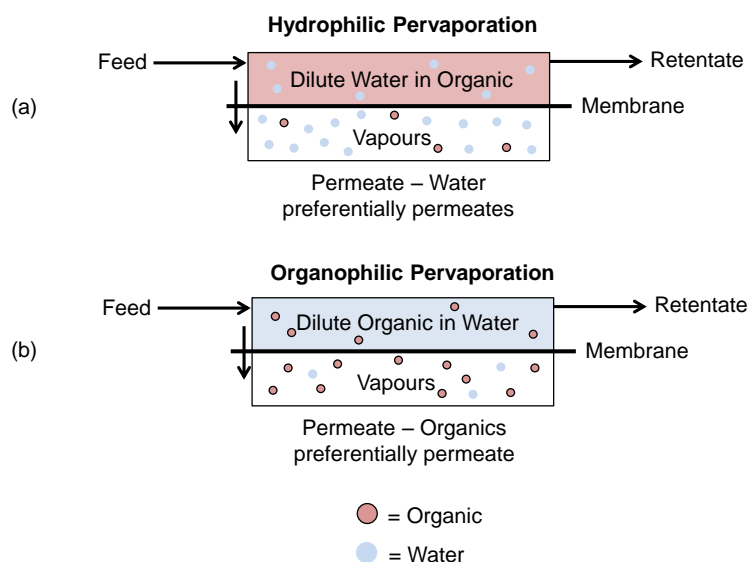 Hydrophilic Pervaporation
Feed
Retentate
Dilute Water in Organic
(a)
Membrane
Vapours
Permeate – Water
preferentially permeates
Organophilic Pervaporation
Feed
Retentate
Dilute Organic in Water
(b)
Membrane
Vapours
Permeate – Organics
preferentially permeate
= Organic
= Water